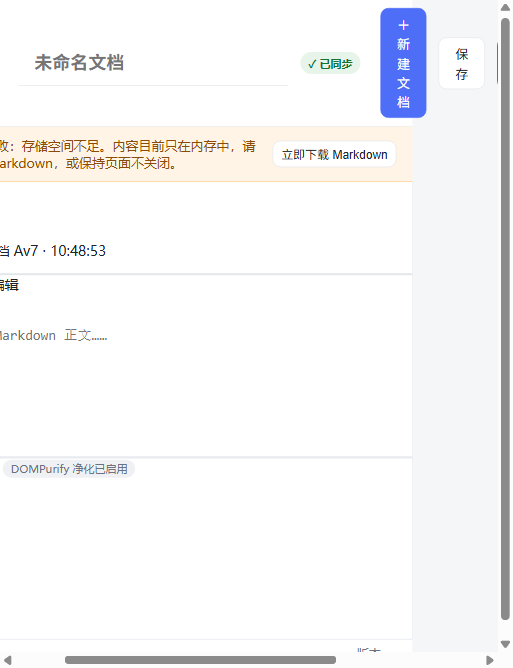 未命名文档
✓ 已同步
＋
新
建
文
档
保
存
败：存储空间不足。内容目前只在内存中，请
arkdown，或保持页面不关闭。
立即下载 Markdown
档 Av7 · 10:48:53
编辑
Markdown 正文……
DOMPurify 净化已启用
版本